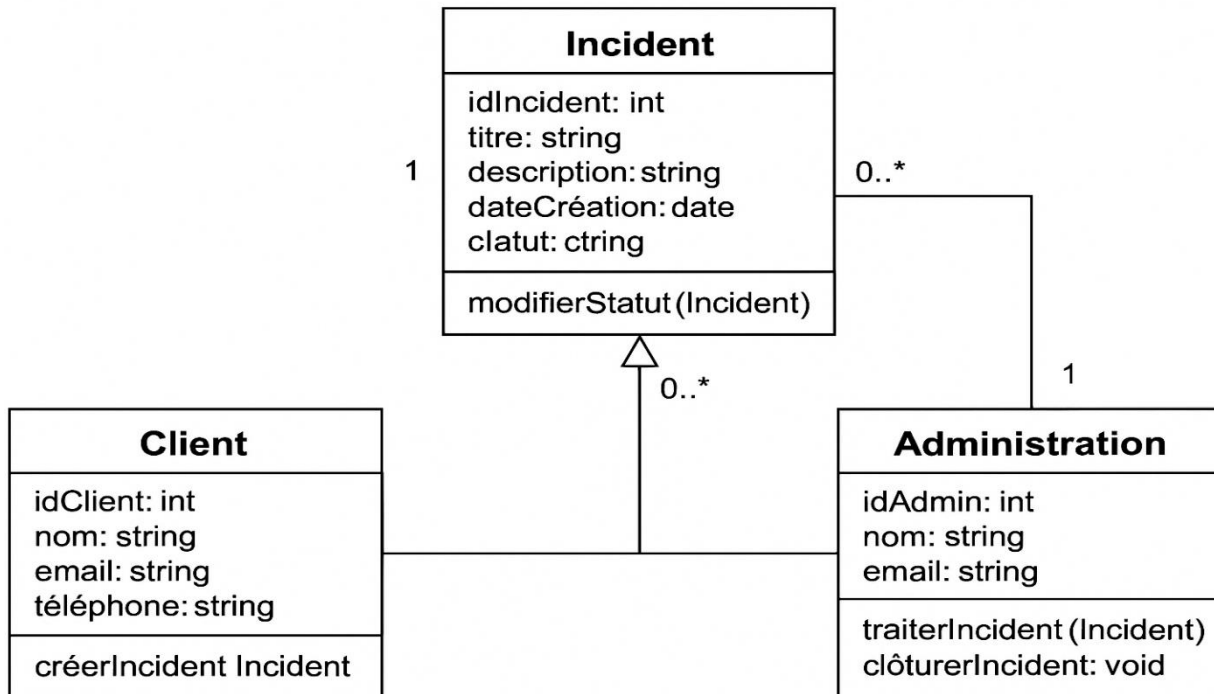 Incident
idIncident: int
titre: string
description: string
dateCréation: date
clatut: ctring
modifierStatut (Incident)
1
0..*
0..*
1
Client
idClient: int
nom: string
email: string
téléphone: string
créerIncident Incident
Administration
idAdmin: int
nom: string
email: string
traiterIncident (Incident)
clôturerIncident: void